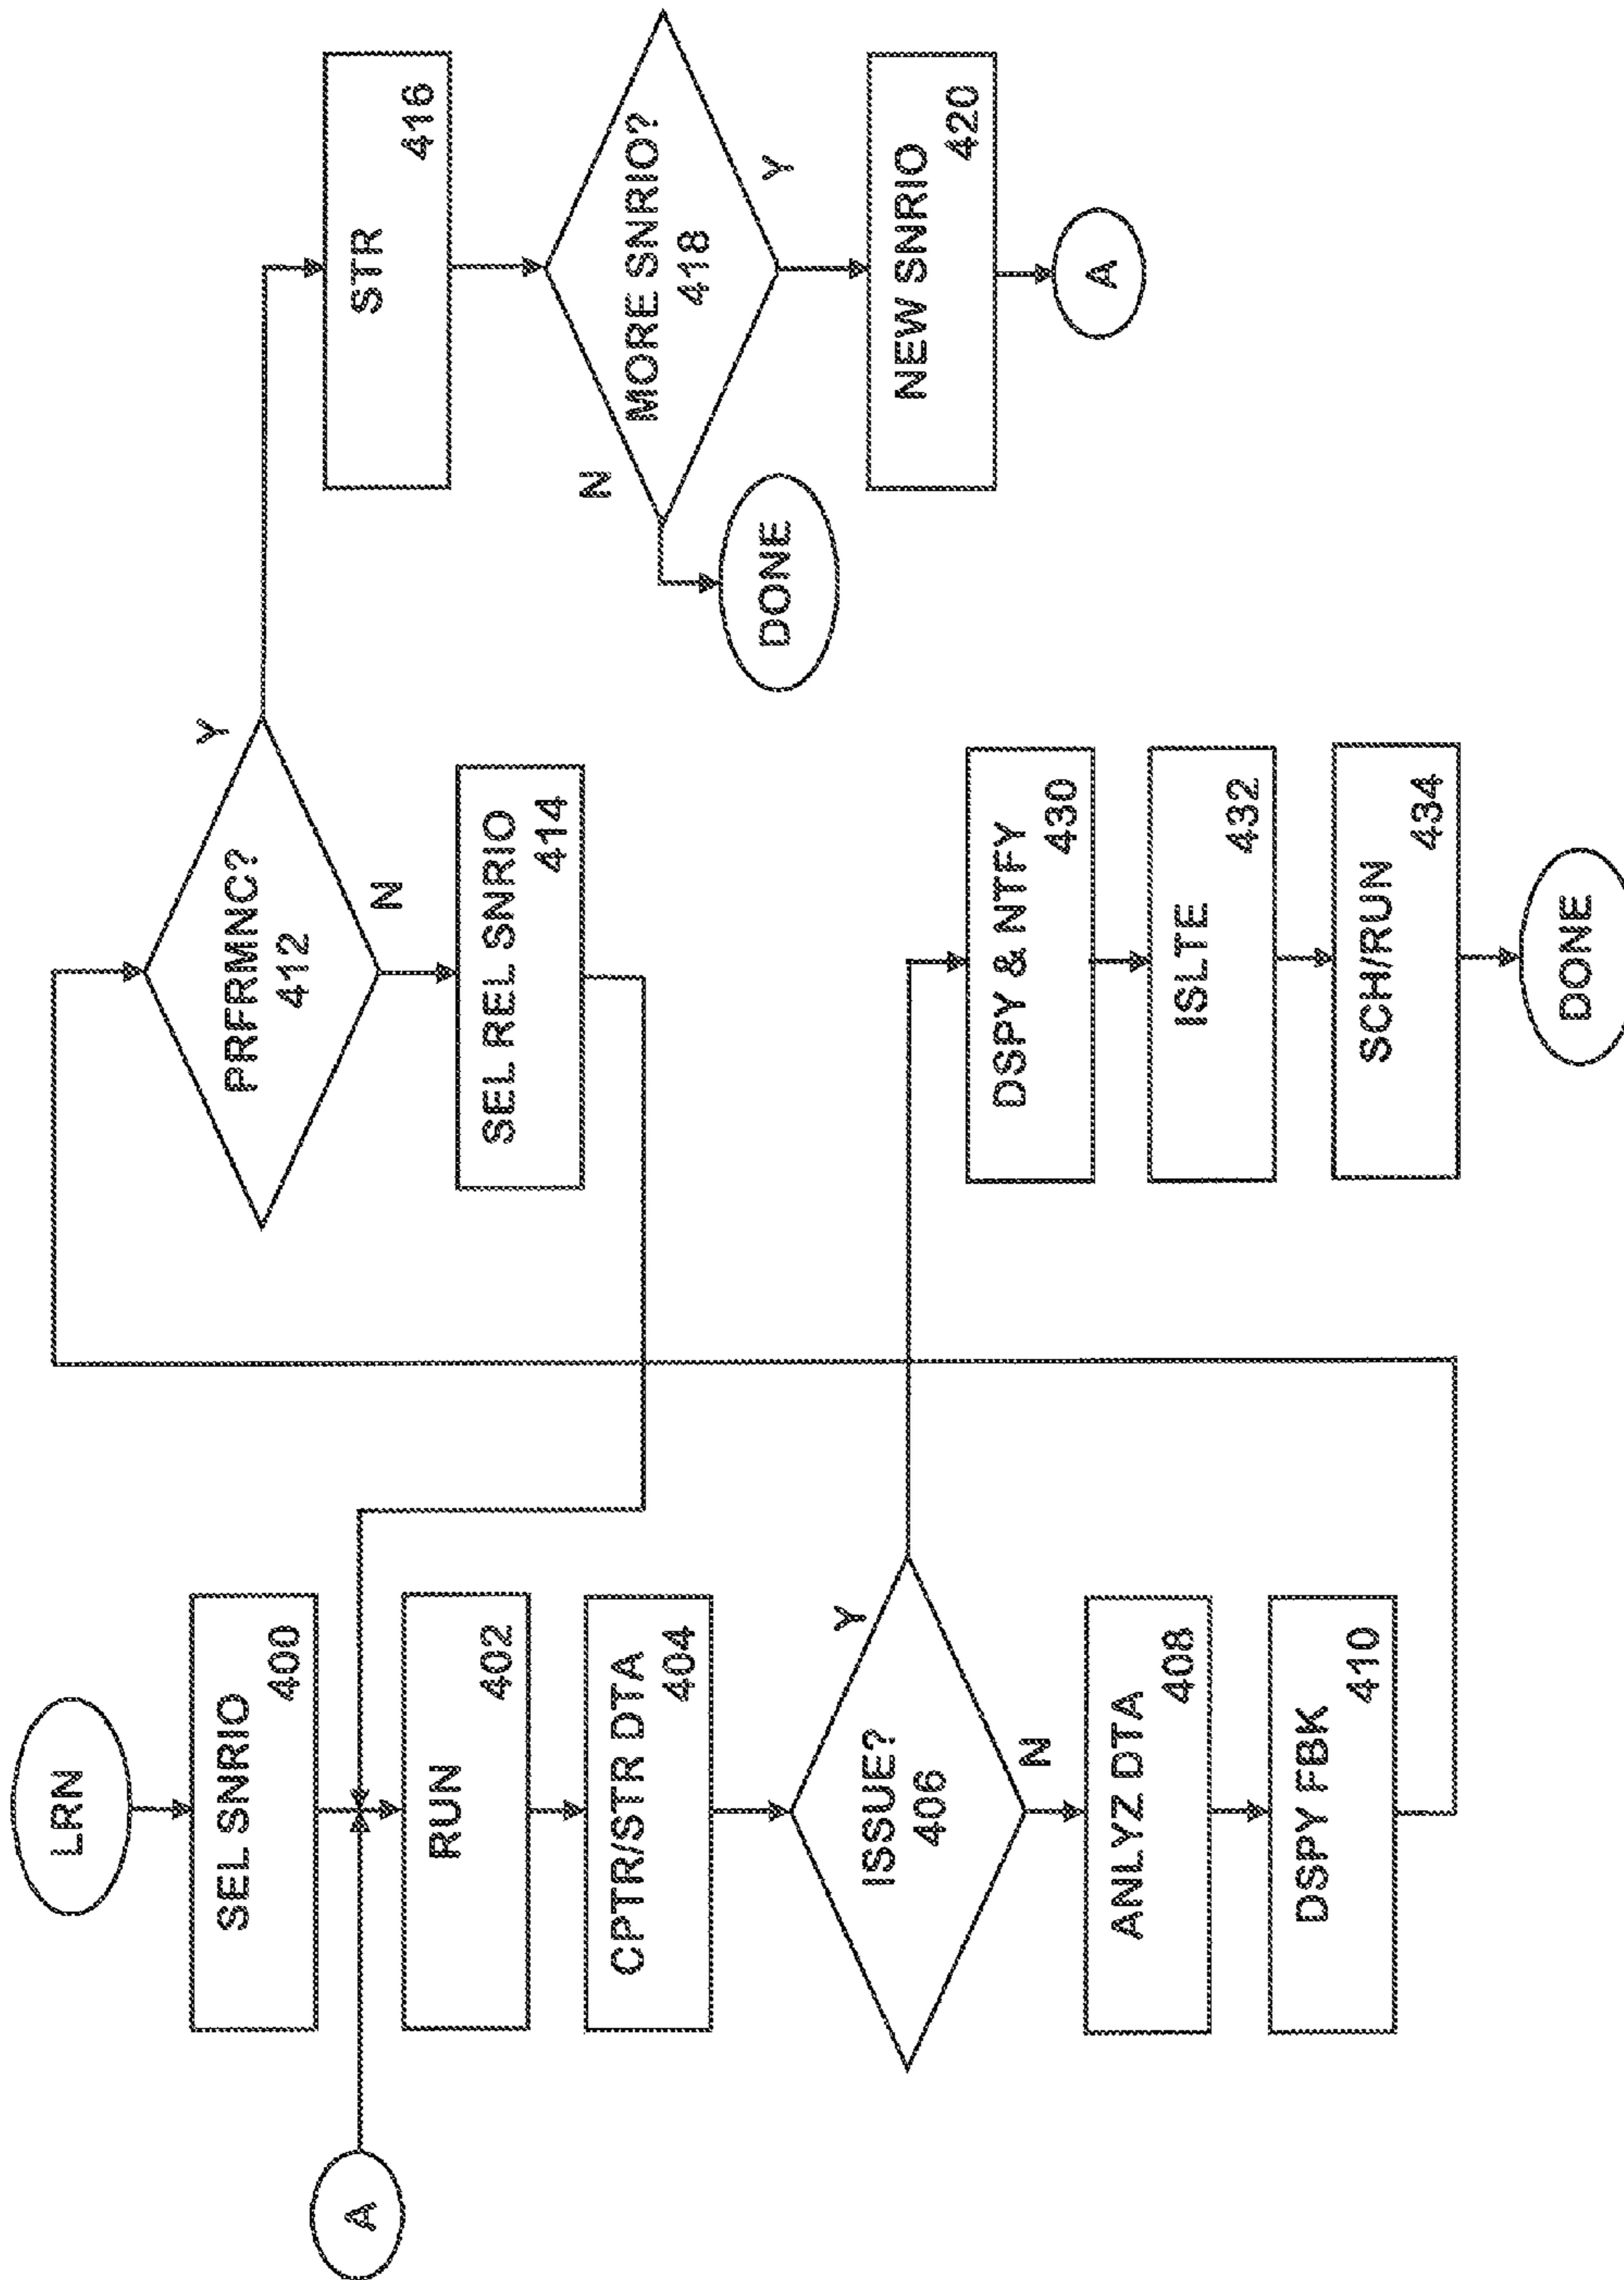 LRN
SEL SNRIO
400
A
RUN
402
CPTR/STR DTA
404
ISSUE?
406
Y
N
ANLYZ DTA
408
DSPY FBK
410
PRFRMNC?
412
Y
N
SEL REL SNRIO
414
DSPY & NTFY
430
ISLTE
432
SCH/RUN
434
DONE
STR
416
MORE SNRIO?
418
N
Y
DONE
NEW SNRIO
420
A